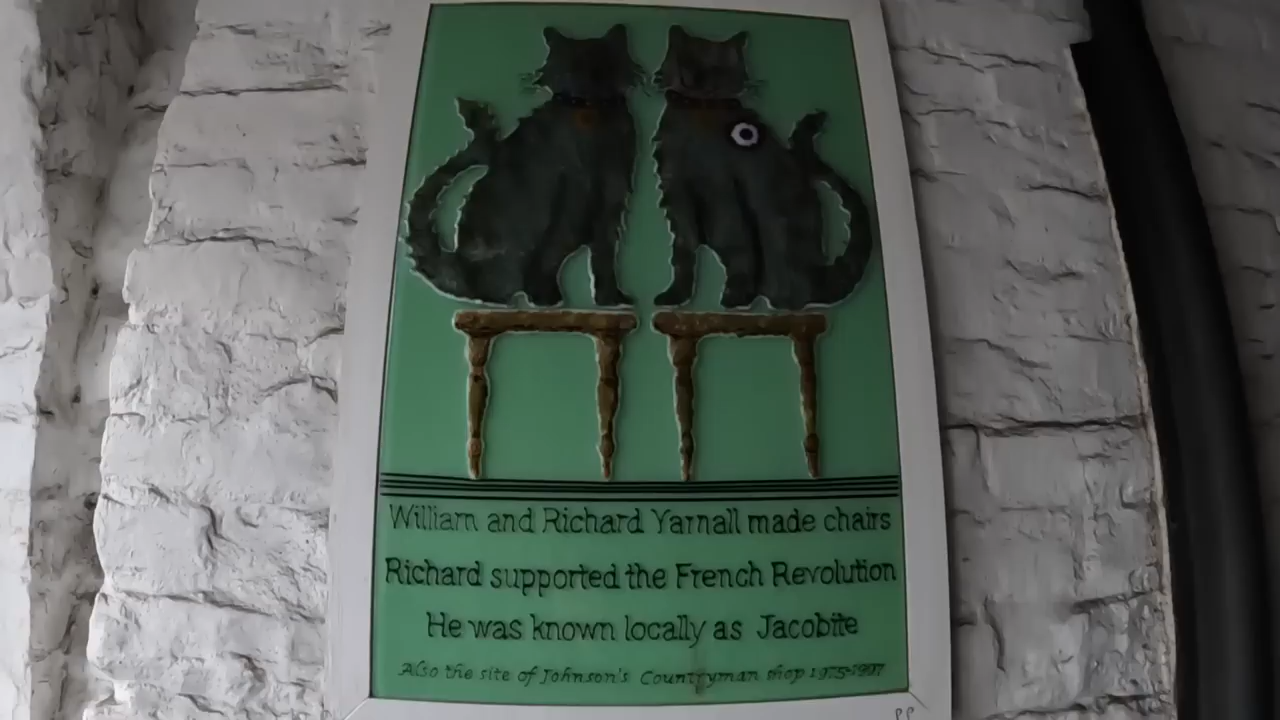 William and Richard Yarnall made chairs
Richard supported the French Revolution
He was known locally as Jacobite
Also the site of Johnson's Countryman shop 1975-1997